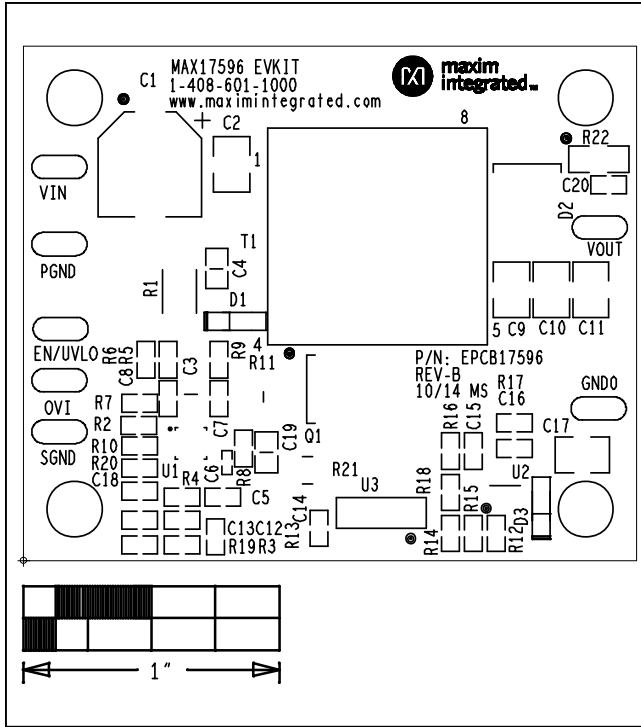 MAX17596 EVKIT
1-408-601-1000
www.maximintegrated.com
maxim
integrated™
C1
+
C2
1
8
R22
C20
D2
VOUT
VIN
PGND
T1
C4
R1
D1
5 C9 C10 C11
EN/UVLO
R6
R5
C8
C3
R9
4
R11
P/N: EPCB17596
REV-B
10/14 MS
R17
C16
GND0
OVI
R7
R2
C7
Q1
R16
C15
C17
SGND
R10
R20
C18
U1
R4
C6
R8
C19
C5
R21
U3
R18
R15
U2
D3
C14
R13
C13 C12
R19 R3
R14
R12
1"